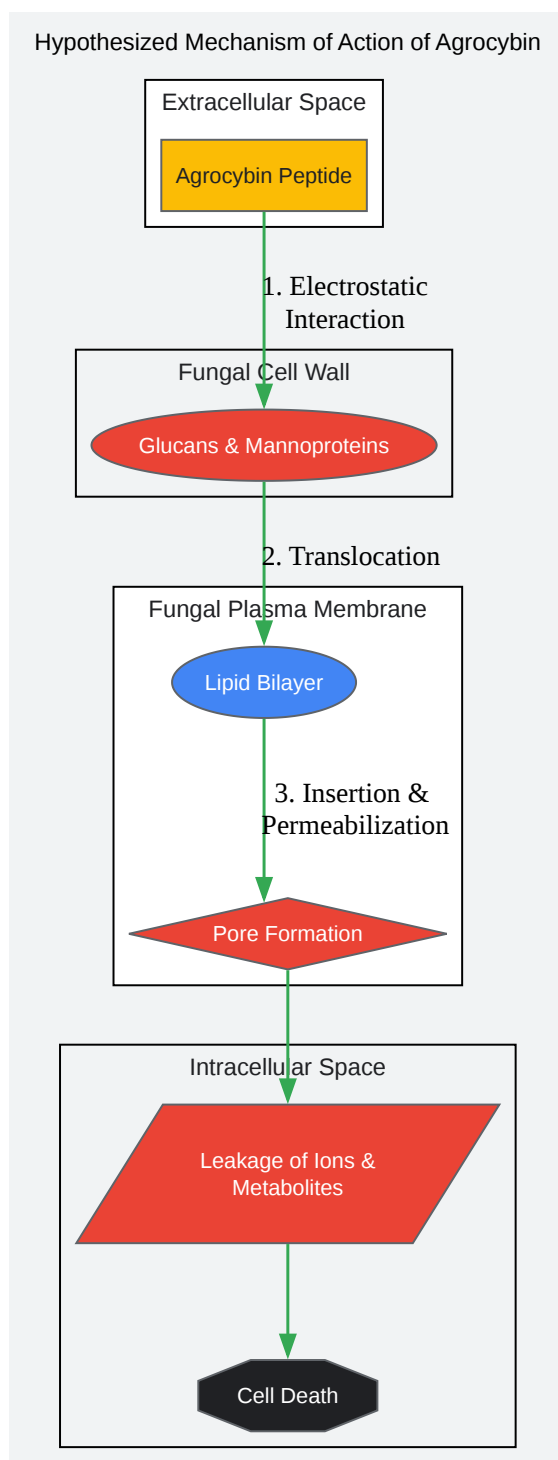 Hypothesized Mechanism of Action of Agrocybin
Extracellular Space
Agrocybin Peptide
1. Electrostatic
Interaction
Fungal Cell Wall
Glucans & Mannoproteins
2. Translocation
Fungal Plasma Membrane
Lipid Bilayer
3. Insertion &
Permeabilization
Pore Formation
Intracellular Space
Leakage of Ions &
Metabolites
Cell Death